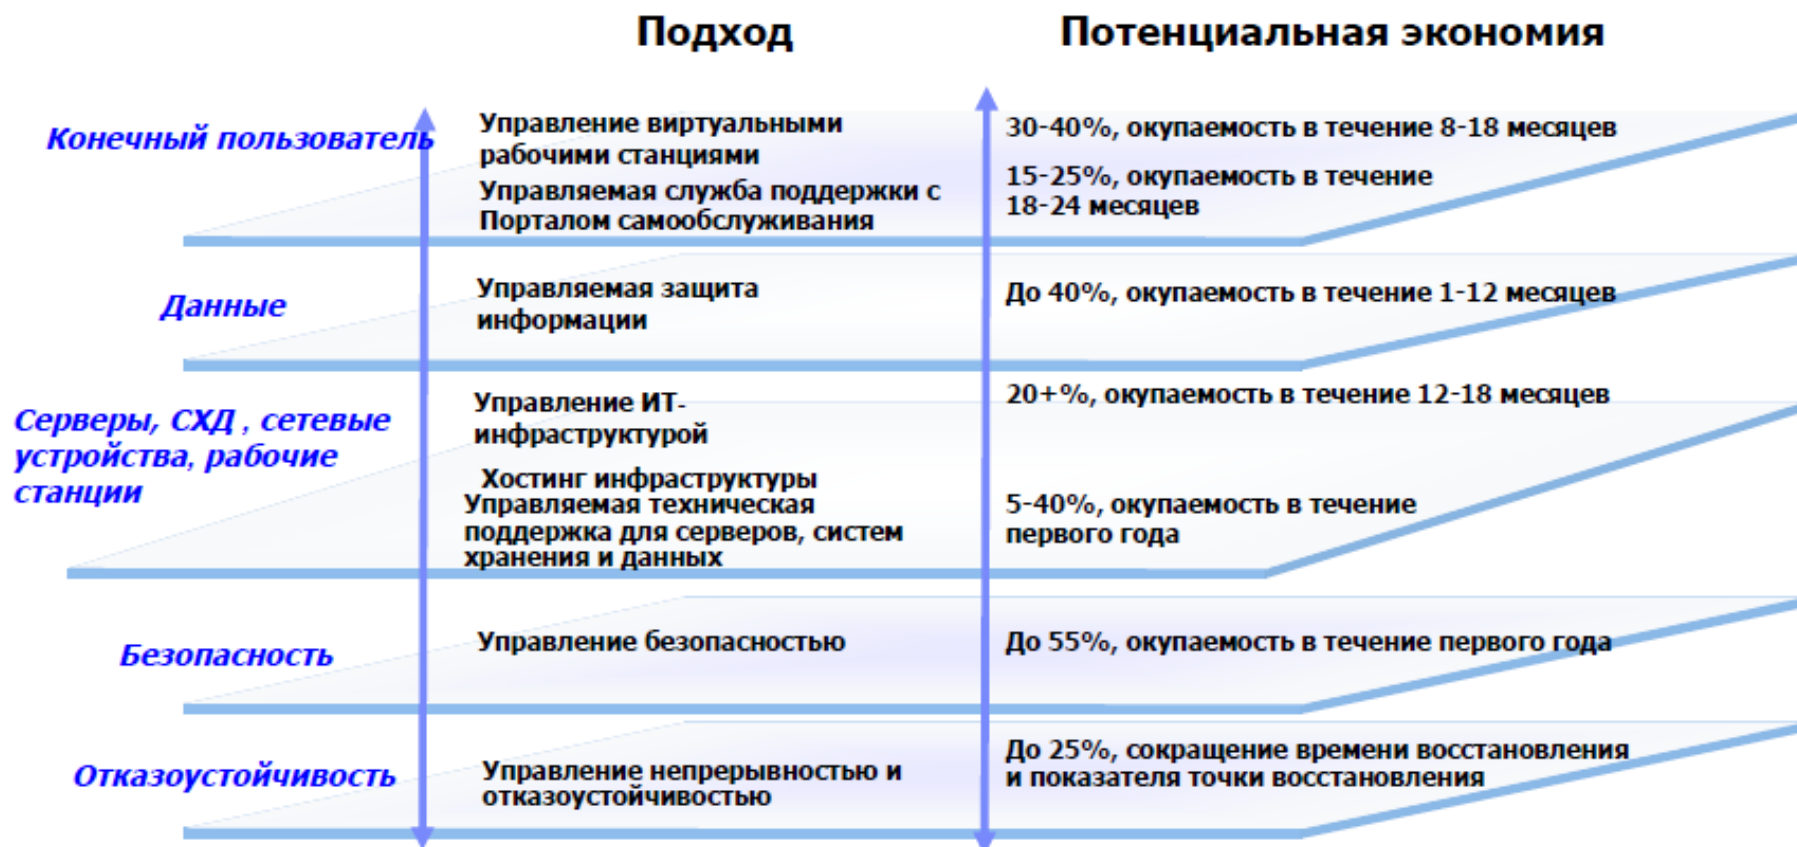 Подход
Потенциальная экономия
Конечный пользователь
Управление виртуальными
рабочими станциями
30-40%, окупаемость в течение 8-18 месяцев
Управляемая служба поддержки с
Порталом самообслуживания
15-25%, окупаемость в течение
18-24 месяцев
Данные
Управляемая защита
информации
До 40%, окупаемость в течение 1-12 месяцев
Серверы, СХД , сетевые
устройства, рабочие
станции
Управление ИТ-
инфраструктурой
20+%, окупаемость в течение 12-18 месяцев
Хостинг инфраструктуры
Управляемая техническая
поддержка для серверов, систем
хранения и данных
5-40%, окупаемость в течение
первого года
Безопасность
Управление безопасностью
До 55%, окупаемость в течение первого года
Отказоустойчивость
Управление непрерывностью и
отказоустойчивостью
До 25%, сокращение времени восстановления
и показателя точки восстановления